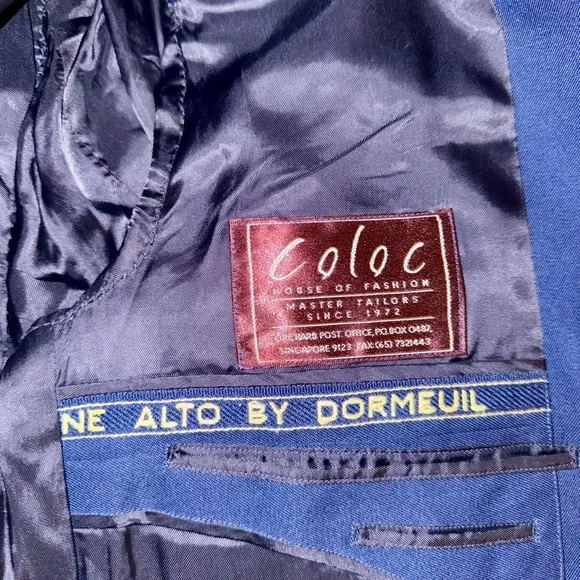 Coloc
HOUSE OF FASHION
MASTER TAILORS
SINCE 1972
ORCHARD POST OFFICE, P.O. BOX 0482,
SINGAPORE 9123 FAX: (65) 7321443
NE ALTO BY DORMEUIL